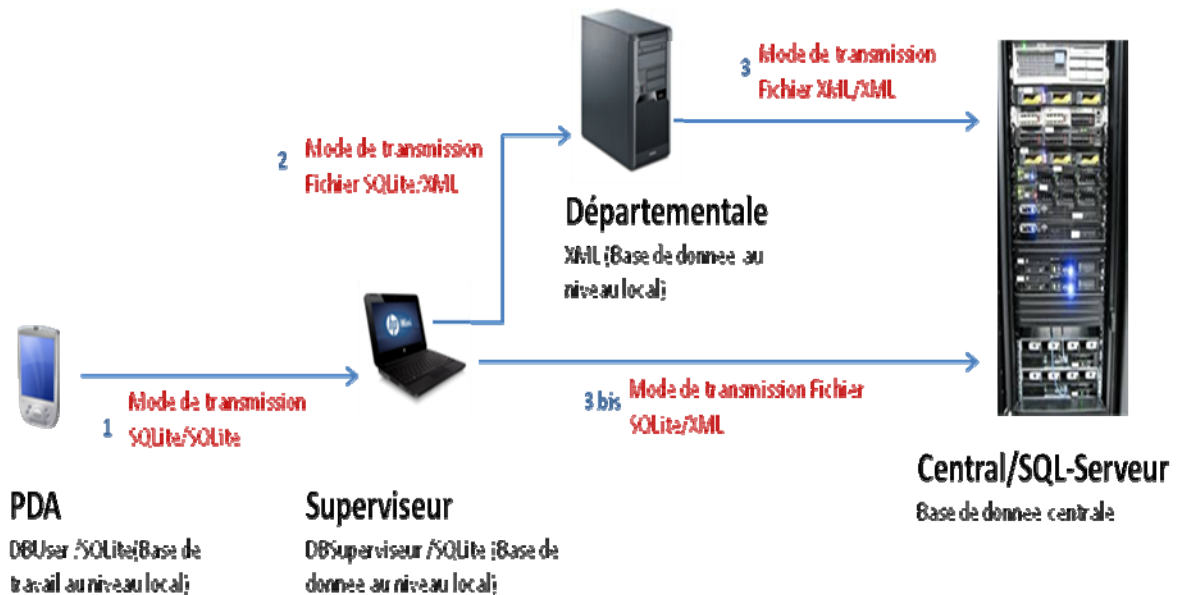 3 Mode de transmission
Fichier XML/XML
2 Mode de transmission
Fichier SQLite/XML
Départementale
XML (Base de donnee au
niveau local)
hp Mini
1 Mode de transmission
SQLite/SQLite
3 bis Mode de transmission Fichier
SQLite/XML
Central/SQL-Serveur
Base de donnee centrale
PDA
DBUser /SQLite(Base de
travail au niveau local)
Superviseur
DBSuperviseur /SQLite (Base de
donnee au niveau local)